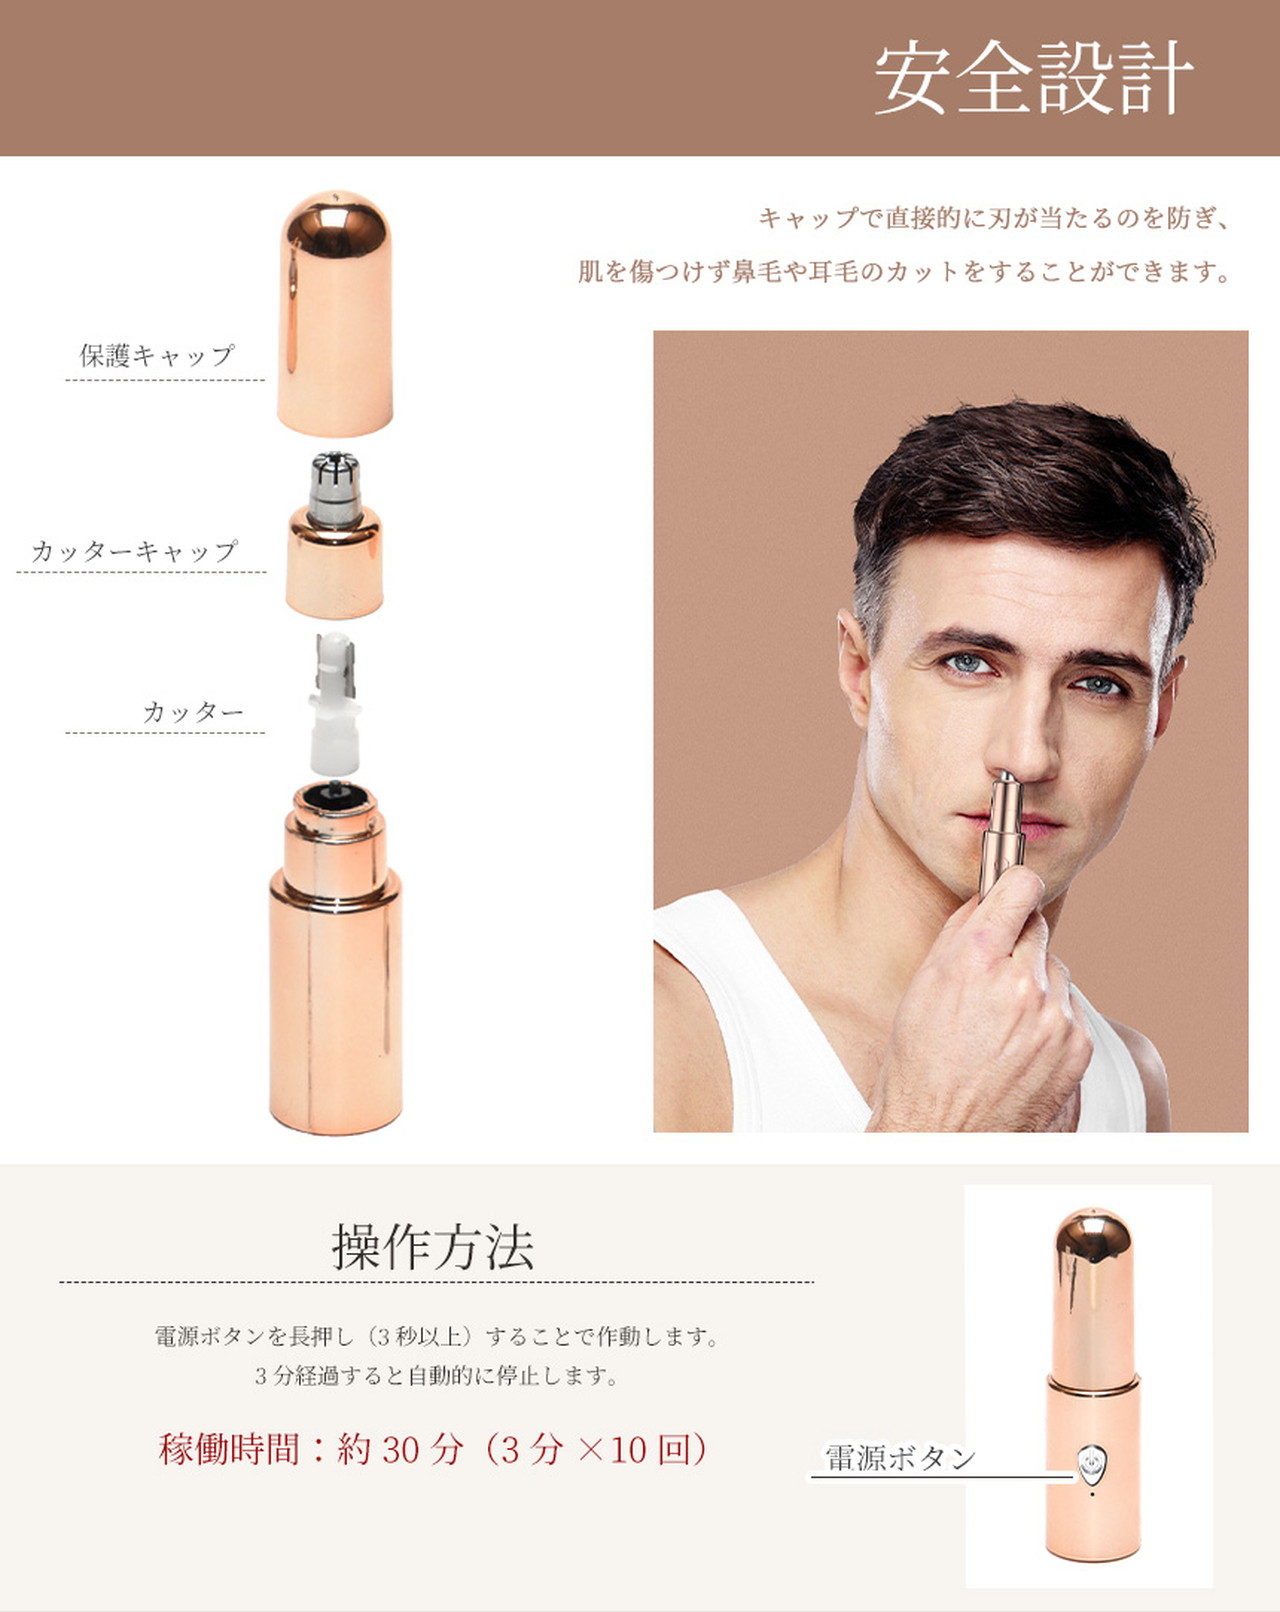 安全設計
キャップで直接的に刃が当たるのを防ぎ、
肌を傷つけず鼻毛や耳毛のカットをすることができます。
保護キャップ
カッターキャップ
カッター
操作方法
電源ボタンを長押し（3 秒以上）することで作動します。
3 分経過すると自動的に停止します。
稼働時間：約 30 分（3 分 ×10 回）
電源ボタン